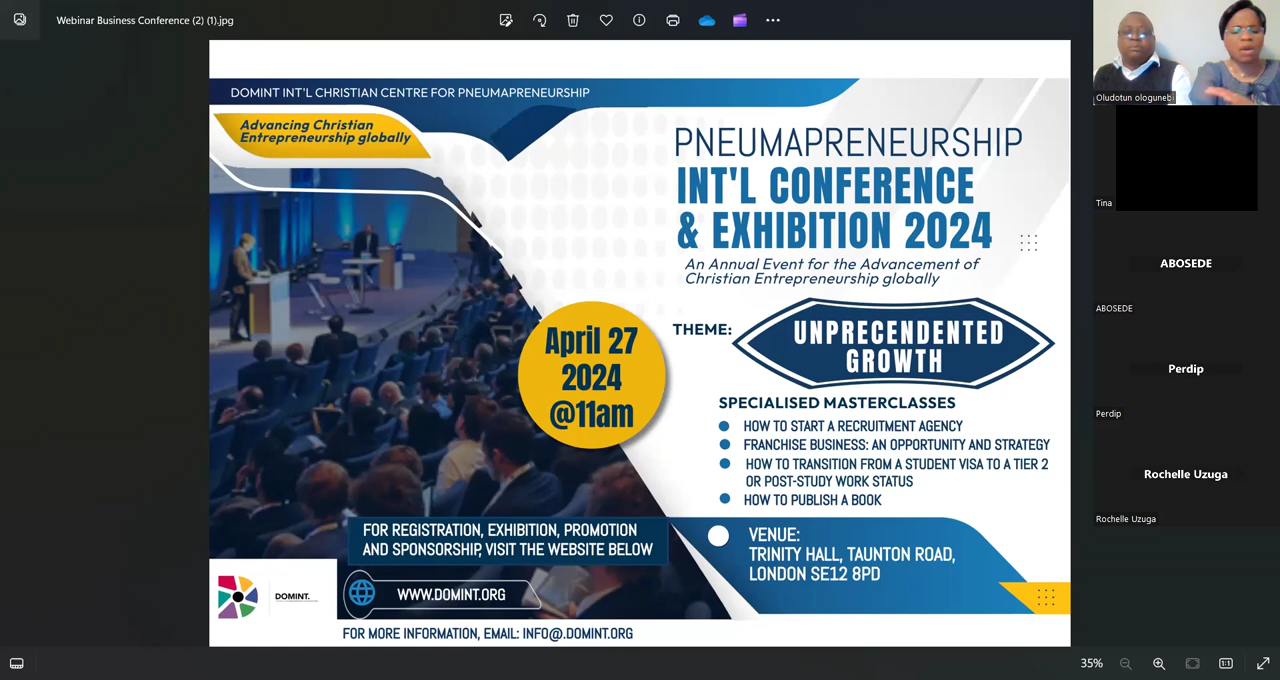 Webinar Business Conference (2) (1).jpg
DOMINT INT'L CHRISTIAN CENTRE FOR PNEUMAPRENEURSHIP
Advancing Christian
Entrepreneurship globally
PNEUMAPRENEURSHIP
INT'L CONFERENCE
& EXHIBITION 2024
An Annual Event for the Advancement of
Christian Entrepreneurship globally
April 27
2024
@11am
THEME:
UNPRECENDENTED
GROWTH
SPECIALISED MASTERCLASSES
HOW TO START A RECRUITMENT AGENCY
FRANCHISE BUSINESS: AN OPPORTUNITY AND STRATEGY
HOW TO TRANSITION FROM A STUDENT VISA TO A TIER 2
OR POST-STUDY WORK STATUS
HOW TO PUBLISH A BOOK
FOR REGISTRATION, EXHIBITION, PROMOTION
AND SPONSORSHIP, VISIT THE WEBSITE BELOW
WWW.DOMINT.ORG
VENUE:
TRINITY HALL, TAUNTON ROAD,
LONDON SE12 8PD
DOMINT.
FOR MORE INFORMATION, EMAIL: INFO@.DOMINT.ORG
Oludotun ologunebi
Tina
ABOSEDE
ABOSEDE
Perdip
Perdip
Rochelle Uzuga
Rochelle Uzuga
35%
1:1